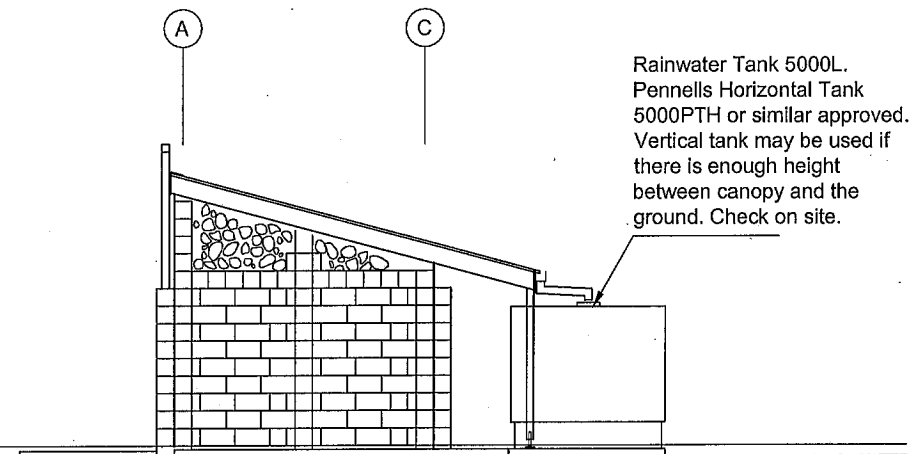 A
C
Rainwater Tank 5000L.
Pennells Horizontal Tank
5000PTH or similar approved.
Vertical tank may be used if
there is enough height
between canopy and the
ground. Check on site.